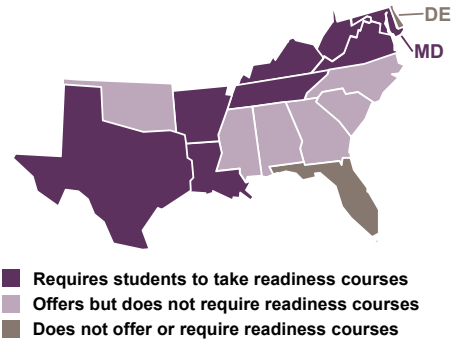 DE
MD
Requires students to take readiness courses
Offers but does not require readiness courses
Does not offer or require readiness courses